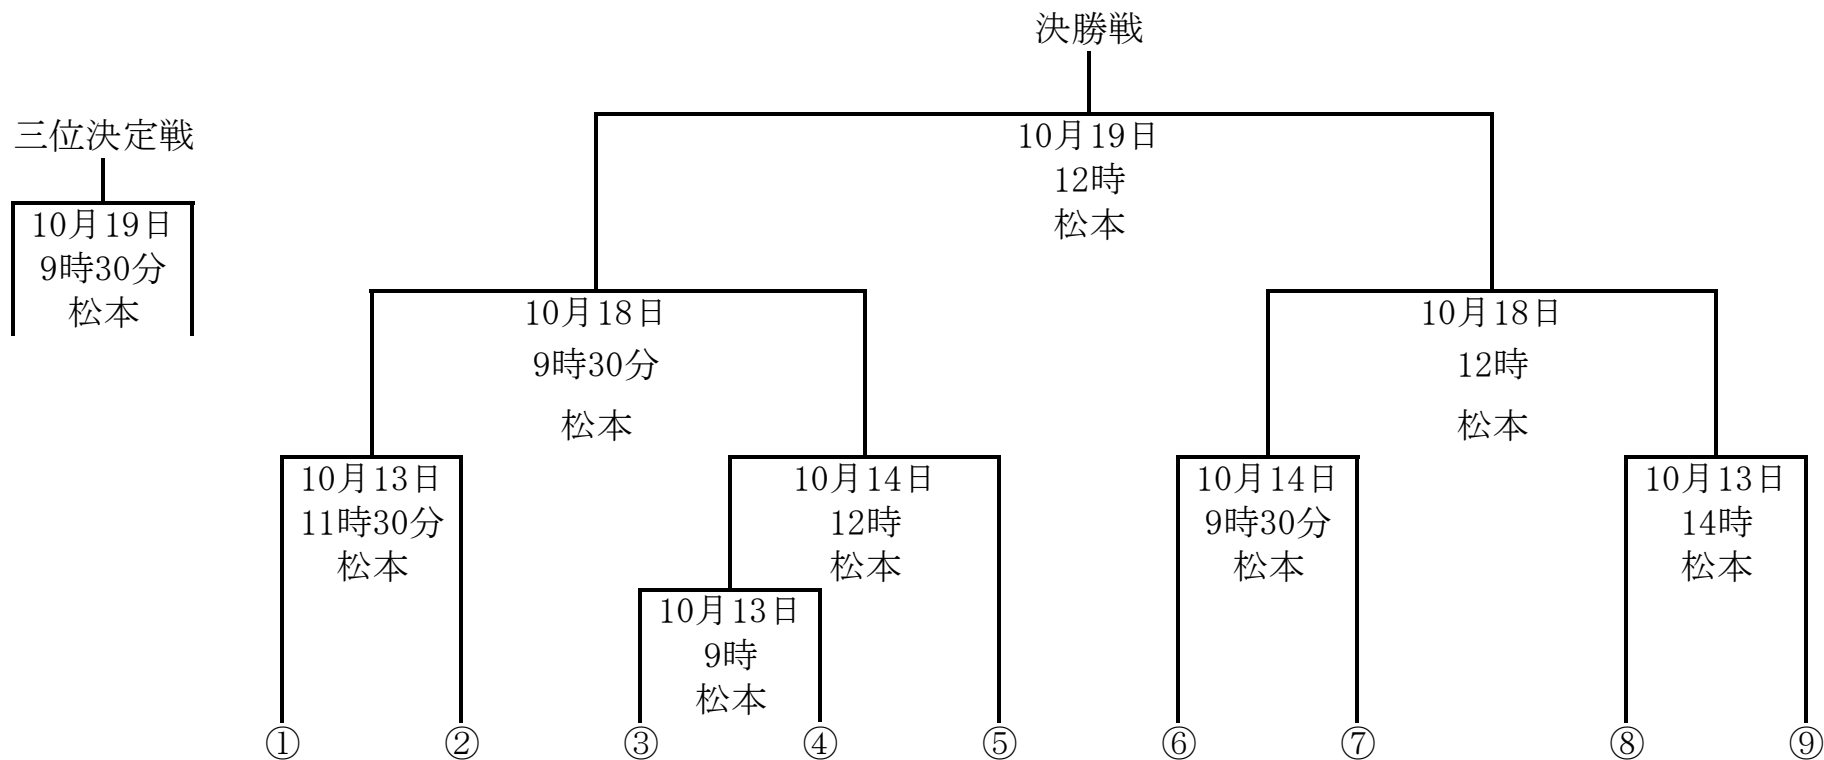 決勝戦
三位決定戦
10月19日
12時
松本
10月19日
9時30分
松本
10月18日
9時30分
松本
10月18日
12時
松本
10月13日
11時30分
松本
10月14日
12時
松本
10月14日
9時30分
松本
10月13日
14時
松本
10月13日
9時
松本
① ② ③ ④ ⑤ ⑥ ⑦ ⑧ ⑨